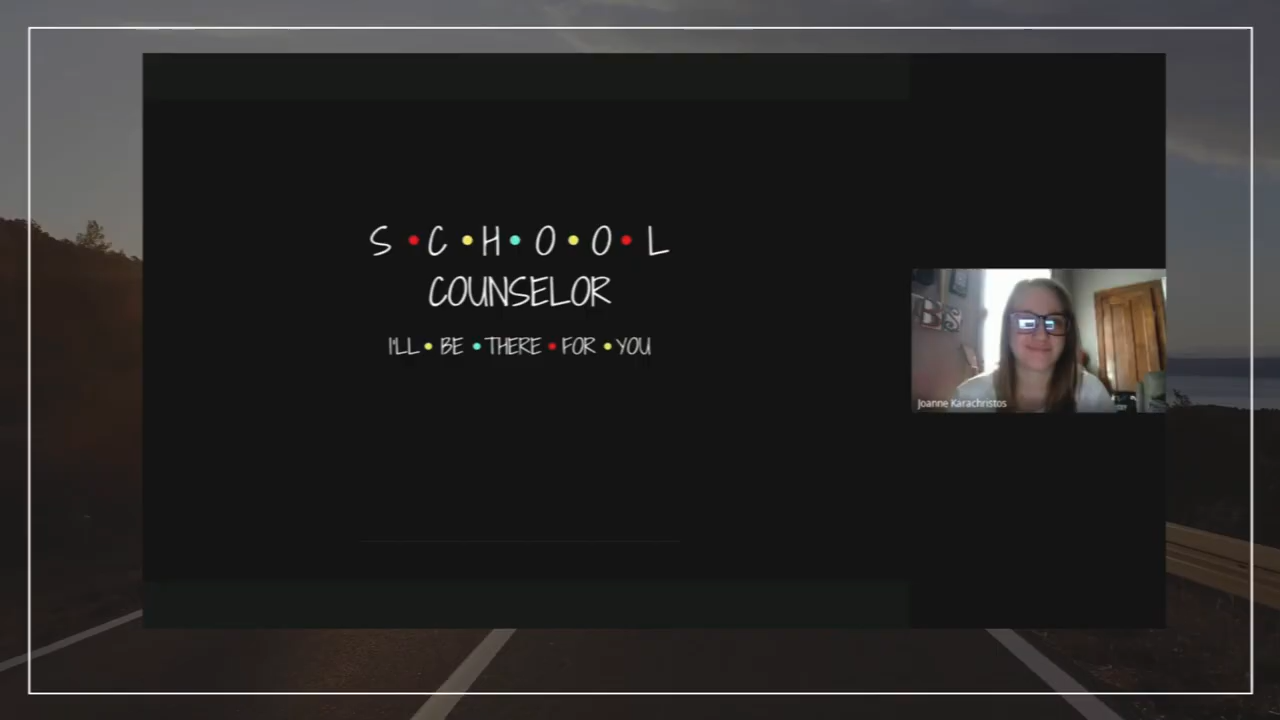 S • C • H • O • O • L
COUNSELOR
I'LL • BE • THERE • FOR • YOU
Joanne Karachristos